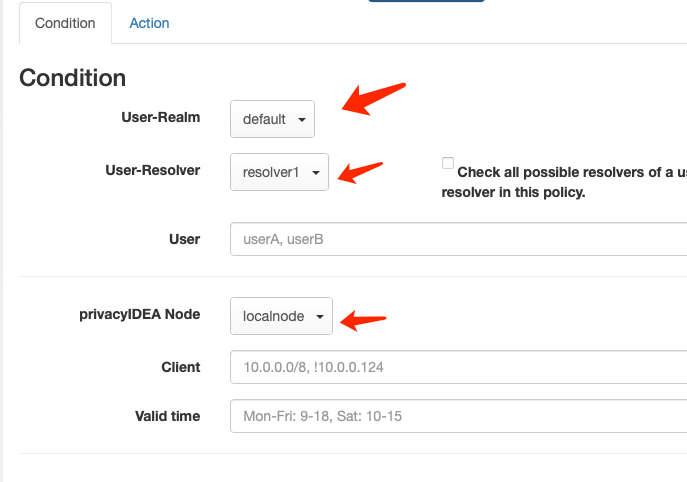 Condition Action
Condition
User-Realm default
User-Resolver resolver1 Check all possible resolvers of a
resolver in this policy.
User userA, userB
privacyIDEA Node localnode
Client 10.0.0.0/8, !10.0.0.124
Valid time Mon-Fri: 9-18, Sat: 10-15